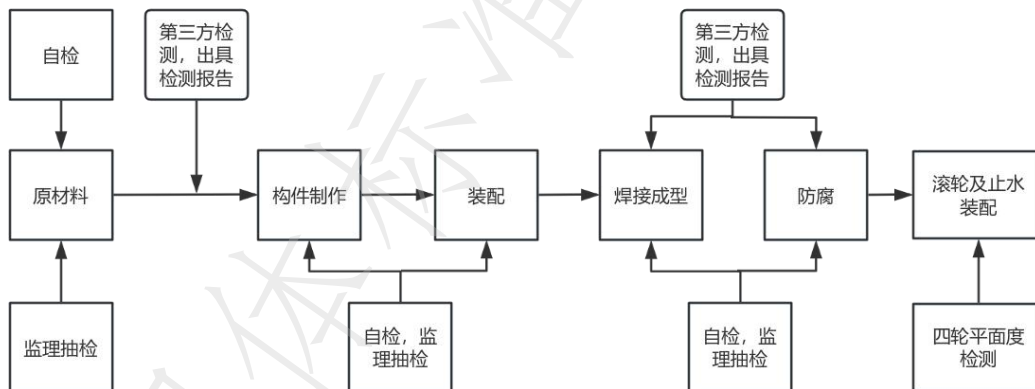 自检
第三方检
测，出具
检测报告
第三方检
测，出具
检测报告
原材料
构件制作
装配
焊接成型
防腐
滚轮及止水
装配
监理抽检
自检，监
理抽检
自检，监
理抽检
四轮平面度
检测
体标准